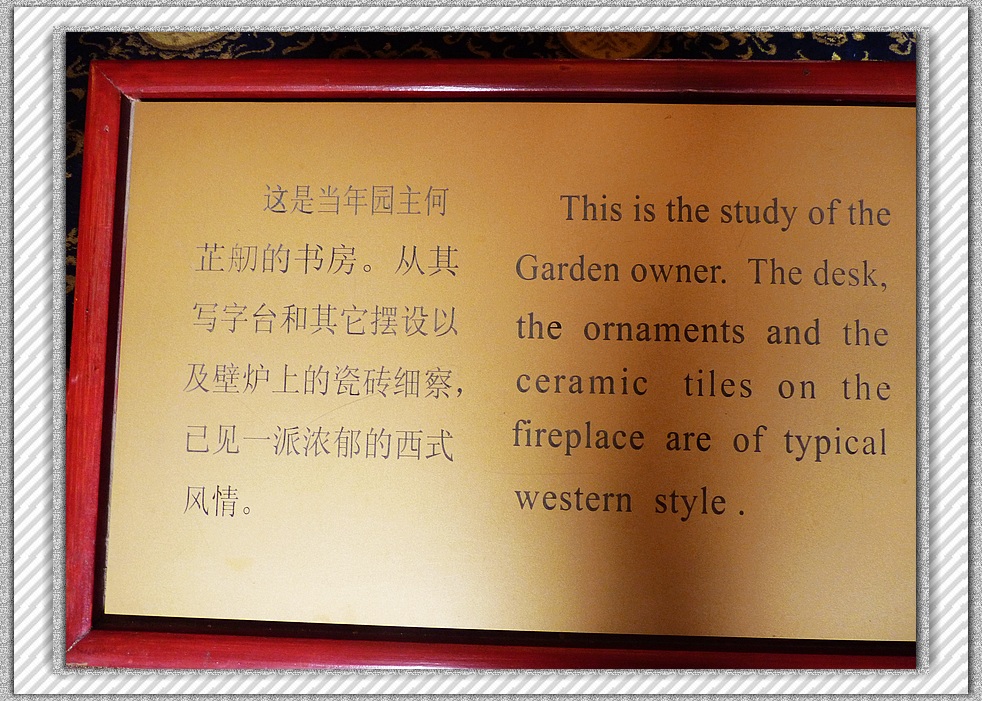 这是当年园主何
芷舠的书房。从其
写字台和其它摆设以
及壁炉上的瓷砖细察，
己见一派浓郁的西式
风情。
This is the study of the
Garden owner. The desk,
the ornaments and the
ceramic tiles on the
fireplace are of typical
western style .